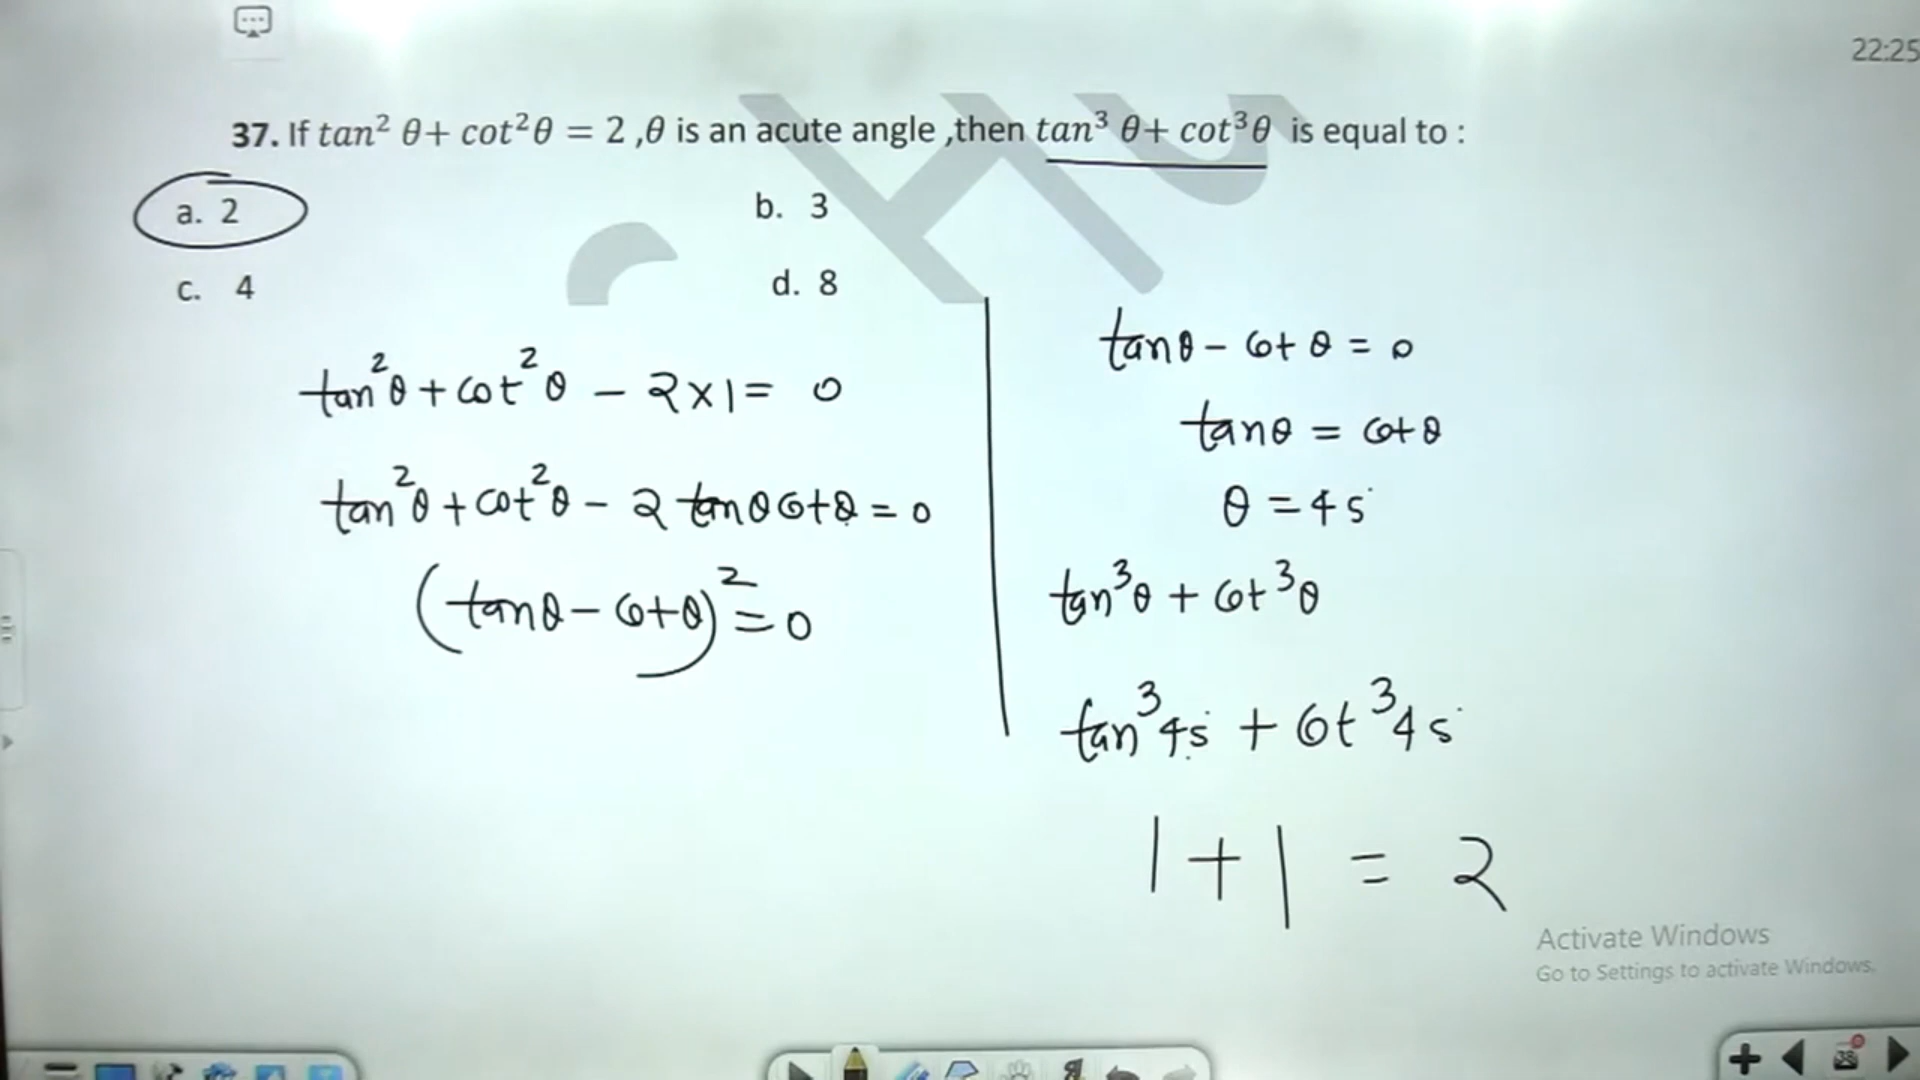 22:25
37. If tan² θ+ cot²θ = 2 ,θ is an acute angle ,then tan³ θ+ cot³θ is equal to :
a. 2
b. 3
c. 4
d. 8
tan²θ + cot²θ - 2×1 = 0
tan²θ + cot²θ - 2 tanθ cotθ = 0
(tanθ - cotθ)² = 0
tanθ - cotθ = 0
tanθ = cotθ
θ = 45°
tan³θ + cot³θ
tan³45° + cot³45°
1 + 1 = 2
Activate Windows
Go to Settings to activate Windows.
38